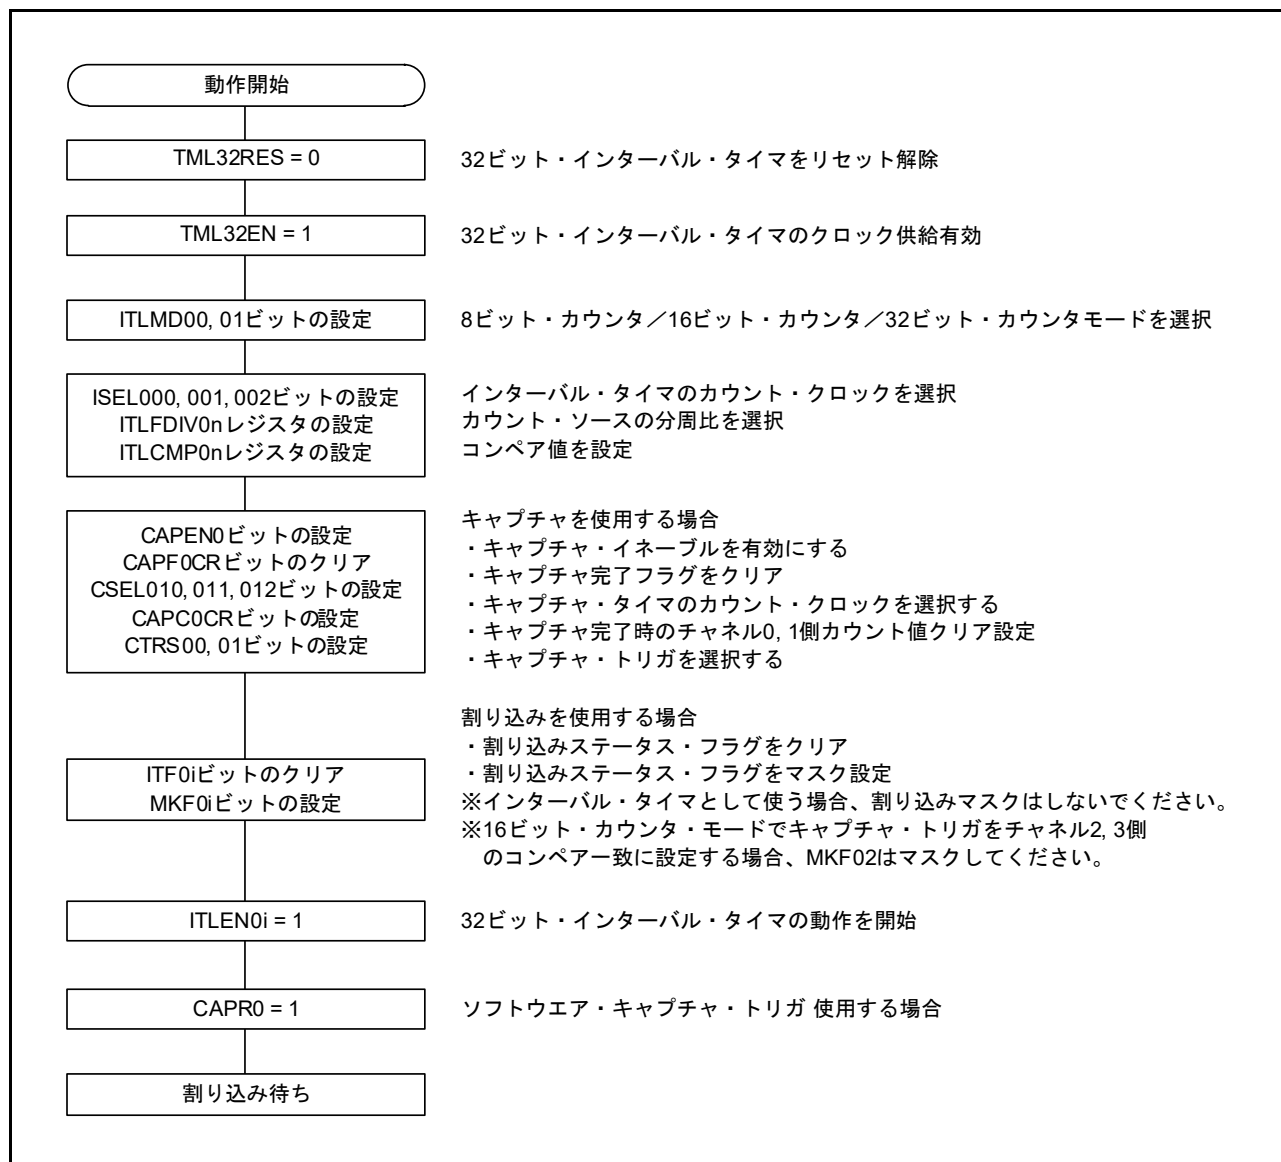 動作開始
TML32RES = 0
32ビット・インターバル・タイマをリセット解除
TML32EN = 1
32ビット・インターバル・タイマのクロック供給有効
ITLMD00, 01ビットの設定
8ビット・カウンタ／16ビット・カウンタ／32ビット・カウンタモードを選択
ISEL000, 001, 002ビットの設定
ITLFDIV0nレジスタの設定
ITLCMP0nレジスタの設定
インターバル・タイマのカウント・クロックを選択
カウント・ソースの分周比を選択
コンペア値を設定
CAPEN0ビットの設定
CAPF0CRビットのクリア
CSEL010, 011, 012ビットの設定
CAPC0CRビットの設定
CTRS00, 01ビットの設定
キャプチャを使用する場合
・キャプチャ・イネーブルを有効にする
・キャプチャ完了フラグをクリア
・キャプチャ・タイマのカウント・クロックを選択する
・キャプチャ完了時のチャネル0, 1側カウント値クリア設定
・キャプチャ・トリガを選択する
ITF0iビットのクリア
MKF0iビットの設定
割り込みを使用する場合
・割り込みステータス・フラグをクリア
・割り込みステータス・フラグをマスク設定
※インターバル・タイマとして使う場合、割り込みマスクはしないでください。
※16ビット・カウンタ・モードでキャプチャ・トリガをチャネル2, 3側
のコンペアー致に設定する場合、MKF02はマスクしてください。
ITLEN0i = 1
32ビット・インターバル・タイマの動作を開始
CAPR0 = 1
ソフトウエア・キャプチャ・トリガ 使用する場合
割り込み待ち